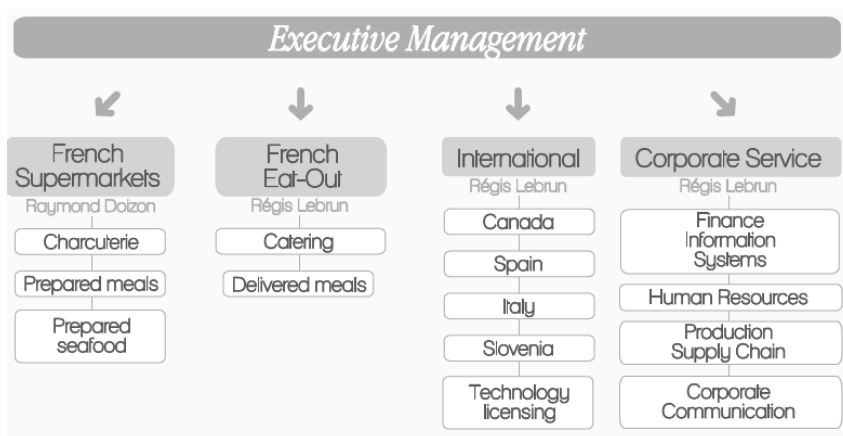 Executive Management
French
Supermarkets
Raymond Doizon
Charcuterie
Prepared meals
Prepared
seafood
French
Eat-Out
Régis Lebrun
Catering
Delivered meals
International
Régis Lebrun
Canada
Spain
Italy
Slovenia
Technology
licensing
Corporate Service
Régis Lebrun
Finance
Information
Systems
Human Resources
Production
Supply Chain
Corporate
Communication